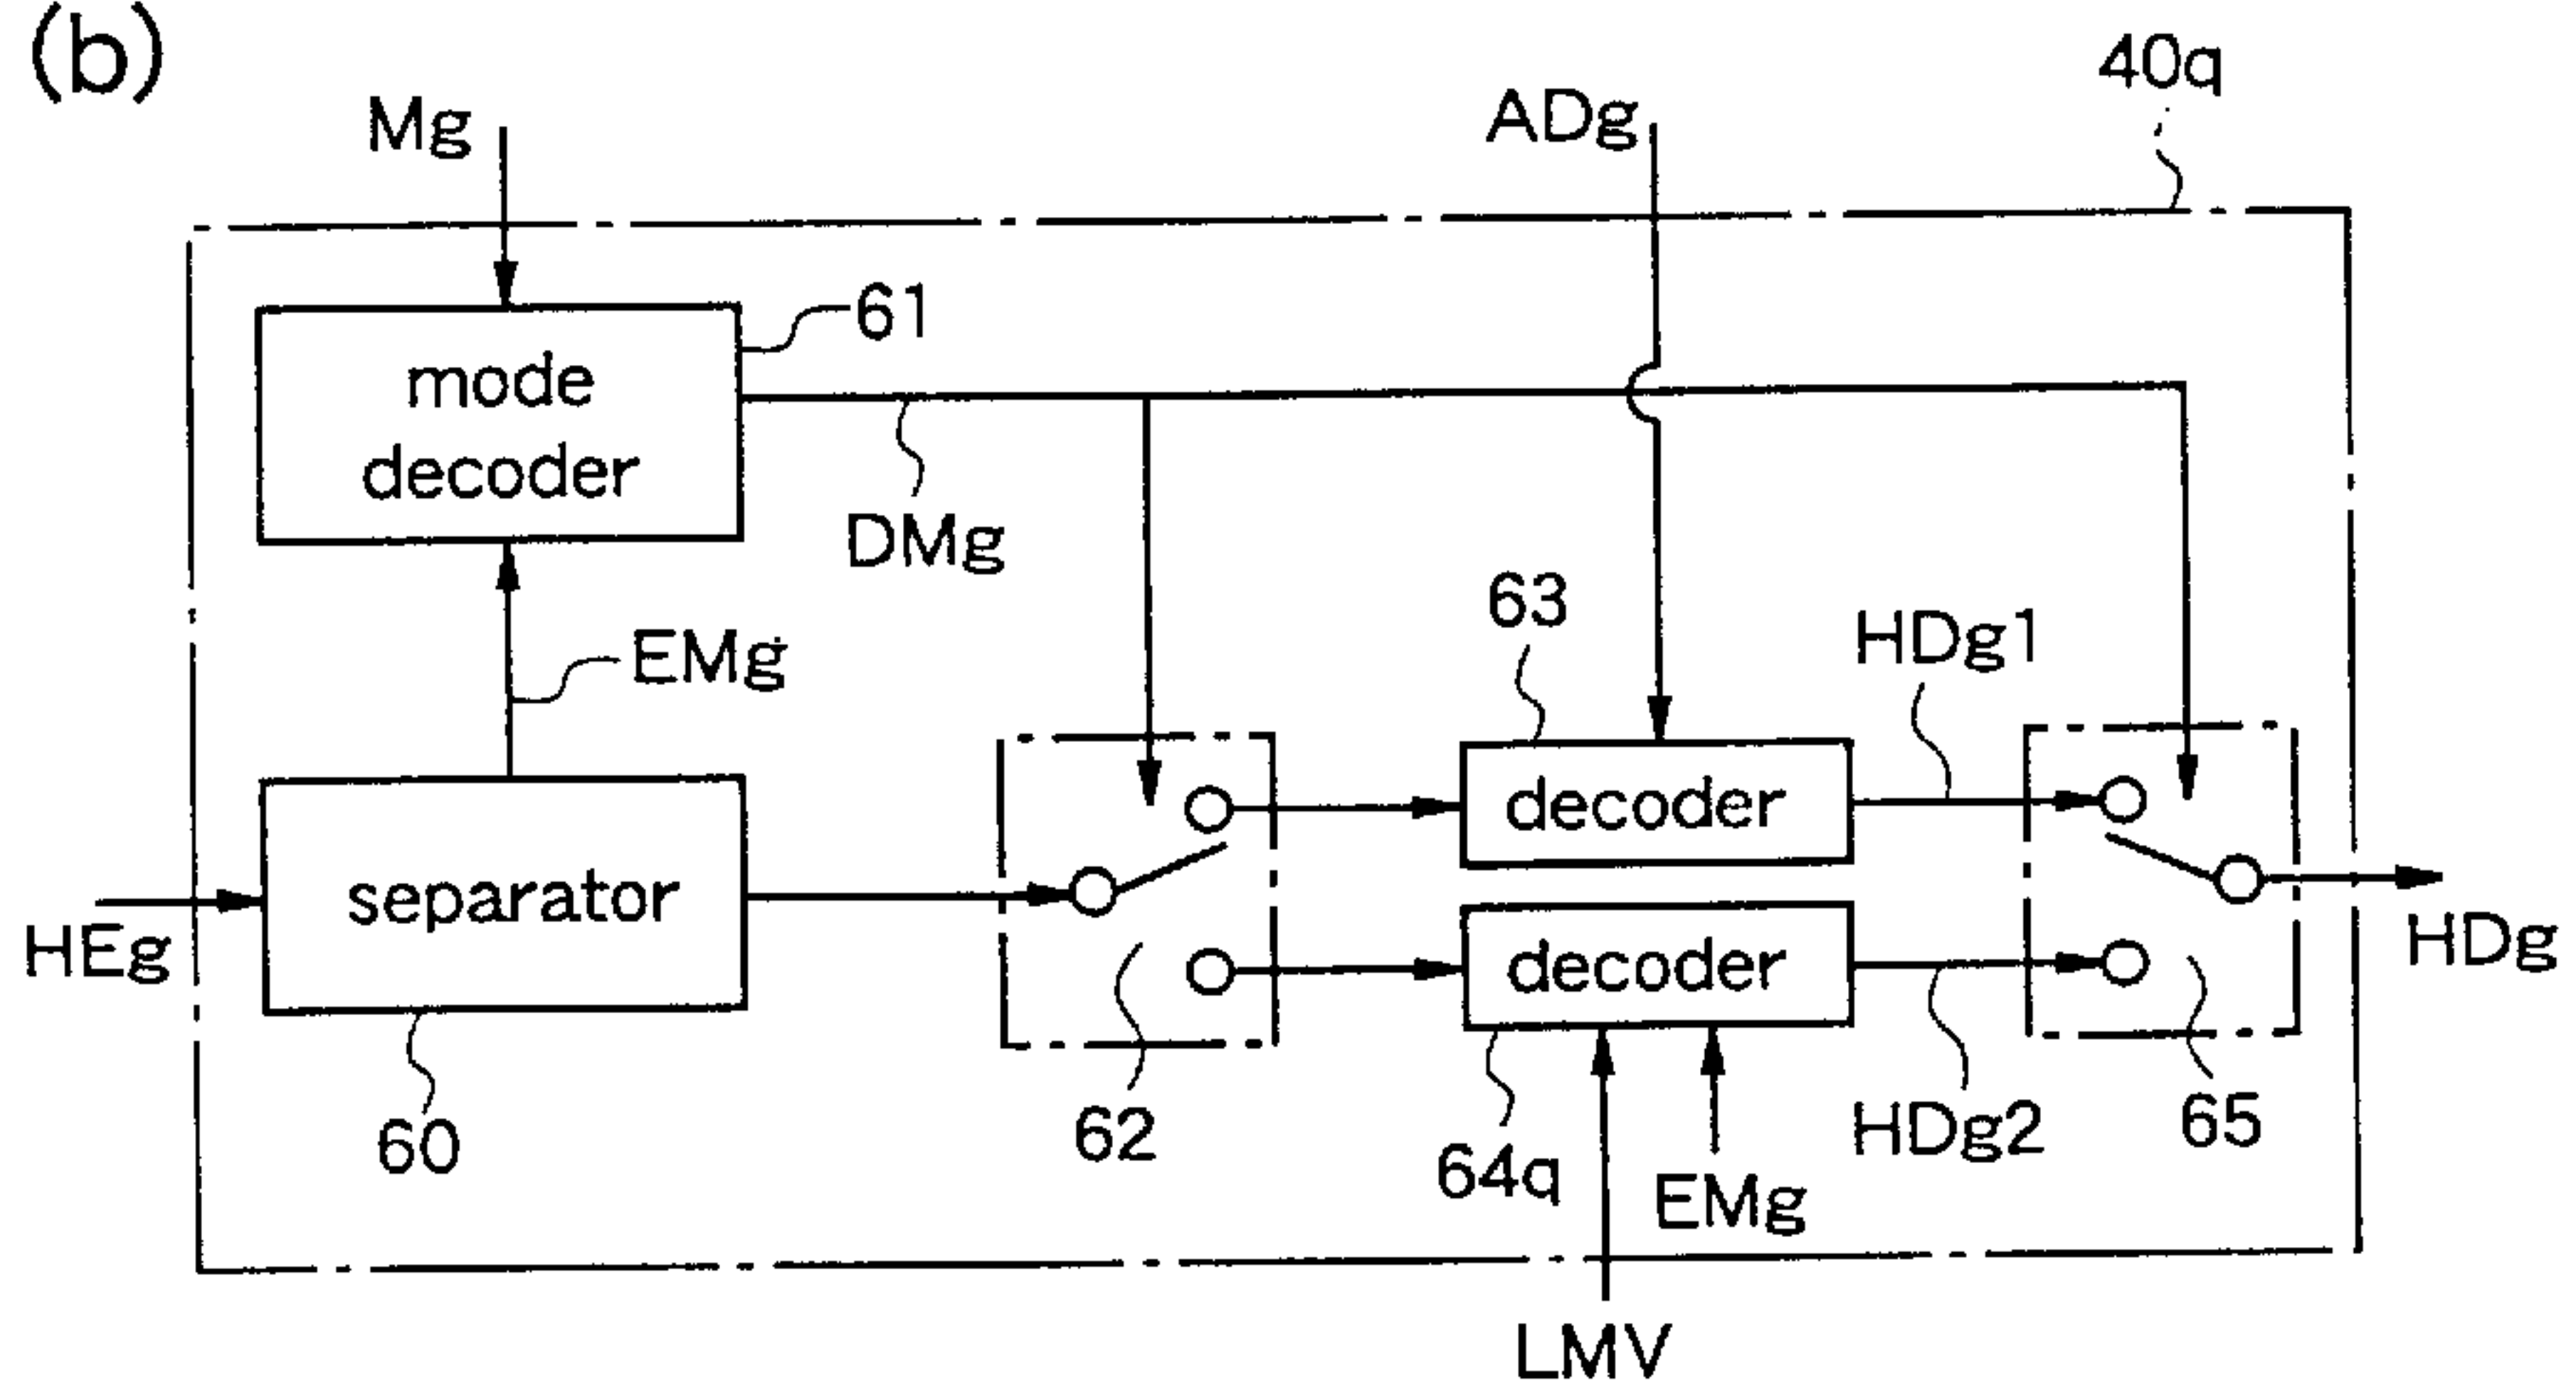 (b)
40q
Mg
ADg
61
mode
decoder
DMg
63
HDg1
EMg
decoder
separator
decoder
HEg
HDg
60
62
64q
EMg
HDg2
65
LMV